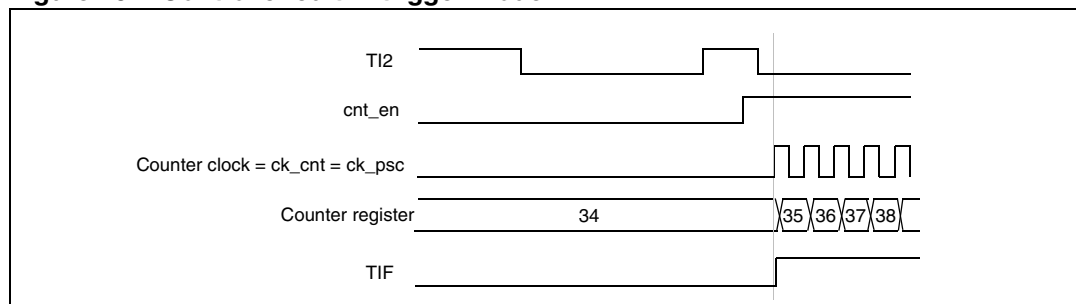 TI2
cnt_en
Counter clock = ck_cnt = ck_psc
Counter register 34 35 36 37 38
TIF